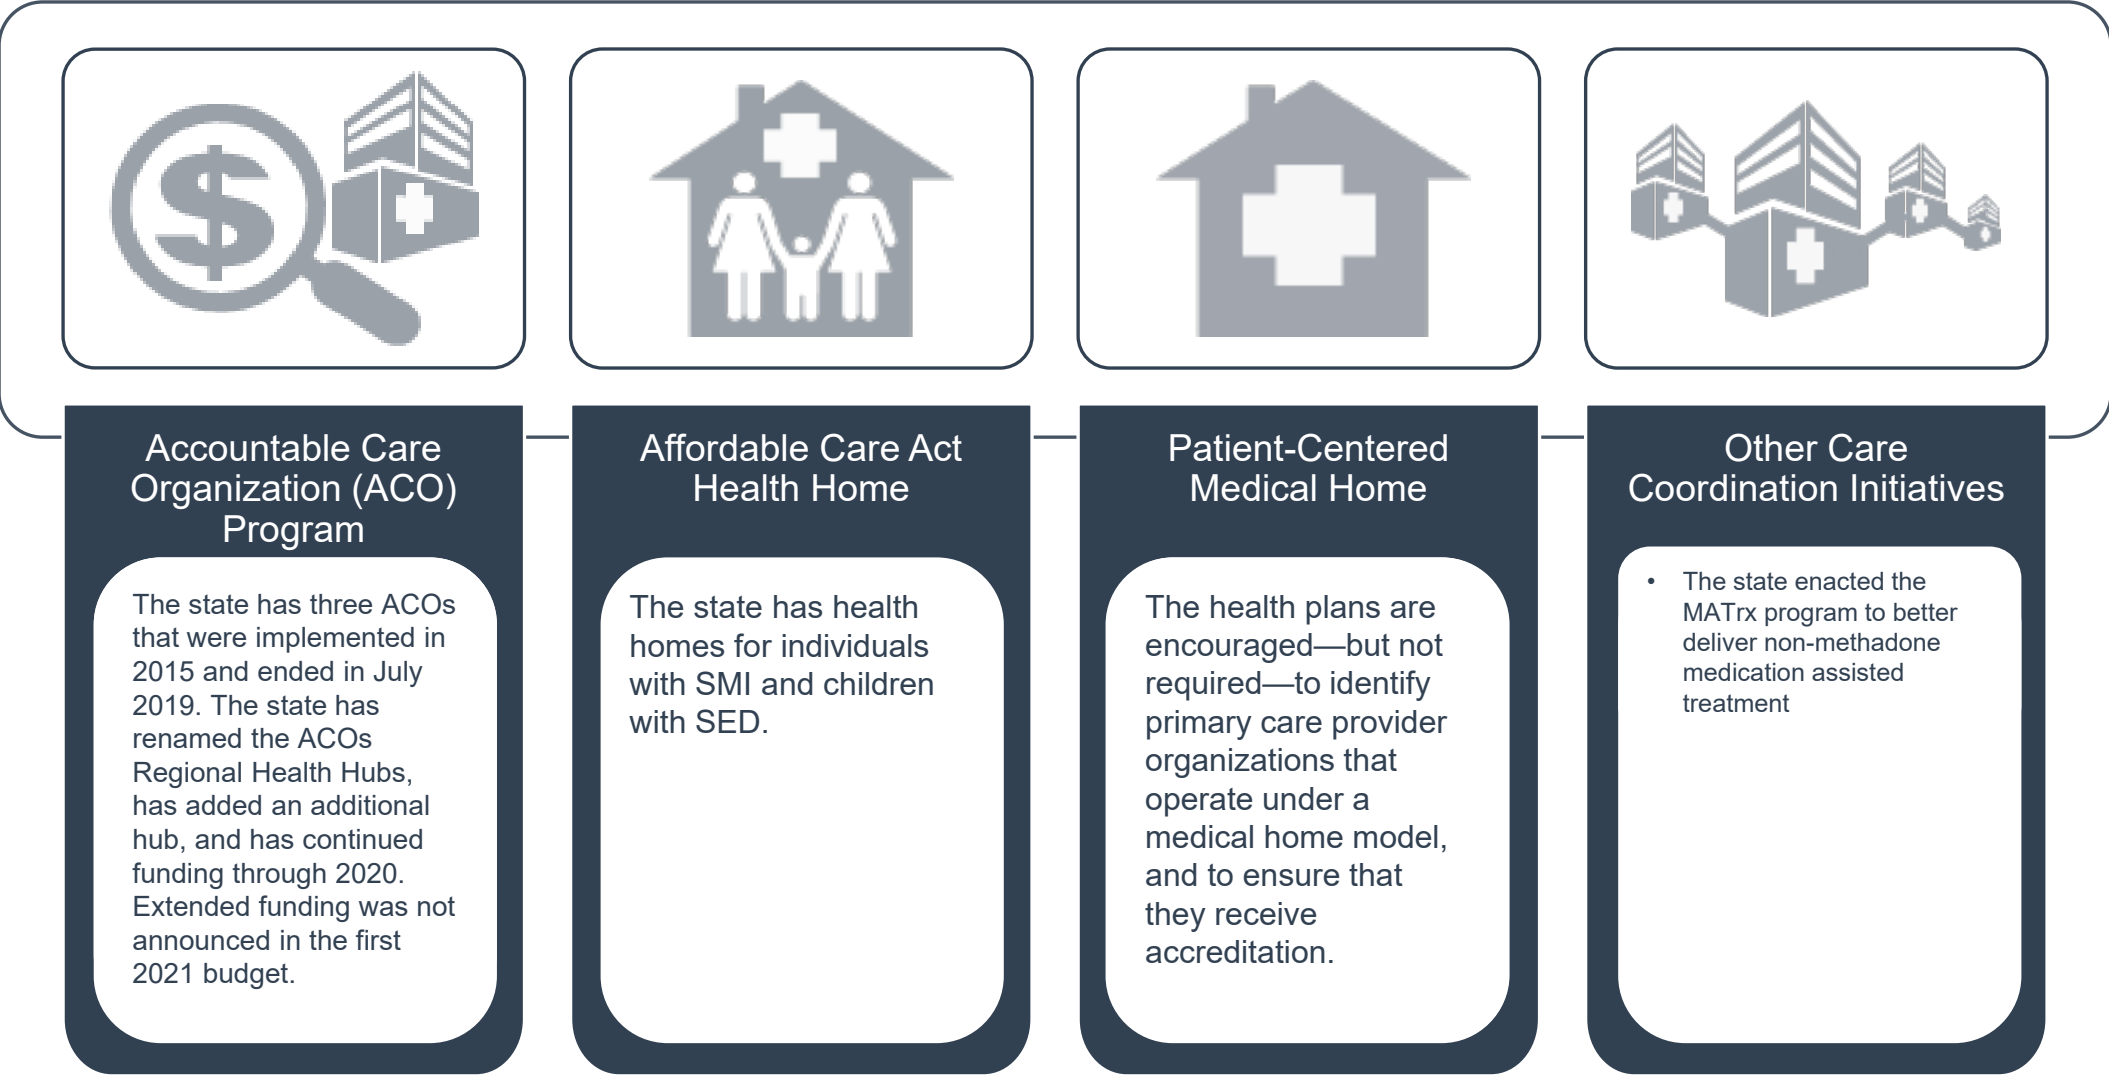 Accountable Care
Organization (ACO)
Program
The state has three ACOs
that were implemented in
2015 and ended in July
2019. The state has
renamed the ACOs
Regional Health Hubs,
has added an additional
hub, and has continued
funding through 2020.
Extended funding was not
announced in the first
2021 budget.
Affordable Care Act
Health Home
The state has health
homes for individuals
with SMI and children
with SED.
Patient-Centered
Medical Home
The health plans are
encouraged—but not
required—to identify
primary care provider
organizations that
operate under a
medical home model,
and to ensure that
they receive
accreditation.
Other Care
Coordination Initiatives
• The state enacted the
MATrx program to better
deliver non-methadone
medication assisted
treatment